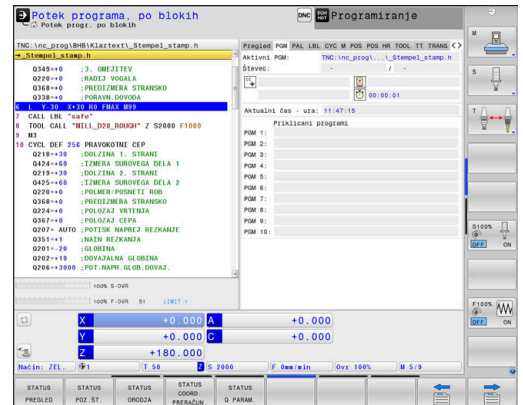 Potek programa, po blokih
Potek progr. po blokih
DNC
Programiranje
TNC:\nc_prog\BHB\Klartext\_Stempel_stamp.h
→_Stempel_stamp.h
Q349=+0 ;3. OMEJITEV
Q220=+0 ;RADIJ VOGALA
Q368=+0 ;PREDIZMERA STRANSKO
Q338=+0 ;PORAVN.DOVODA
6 L Y-30 X+30 R0 FMAX M99
7 CALL LBL "safe"
8 TOOL CALL "MILL_D20_ROUGH" Z S2000 F1000
9 M3
10 CYCL DEF 256 PRAVOKOTNI CEP
Q218=+30 ;DOLZINA 1. STRANI
Q424=+60 ;IZMERA SUROVEGA DELA 1
Q219=+30 ;DOLZINA 2. STRANI
Q425=+60 ;IZMERA SUROVEGA DELA 2
Q220=+0 ;POLMER/POSNETI ROB
Q368=+0 ;PREDIZMERA STRANSKO
Q224=+0 ;POLOZAJ VRTENJA
Q367=+0 ;POLOZAJ CEPA
Q207= AUTO ;POTISK NAPREJ REZKANJE
Q351=+1 ;NAIN REZKANJA
Q201=-20 ;GLOBINA
Q202=+10 ;DOVAJALNA GLOBINA
Q206=+3000 ;POT.NAPR.GLOB.DOVAJ.
100% S-OVR
100% F-OVR S1 LIMIT 1
Pregled PGM PAL LBL CYC M POS POS HR TOOL TT TRANS
Aktivni PGM: TNC:\nc_prog\...\_Stempel_stamp.h
Števec: - / -
00:00:01
Aktualni čas - ura: 11:47:15
Priklicani programi
PGM 1:
PGM 2:
PGM 3:
PGM 4:
PGM 5:
PGM 6:
PGM 7:
PGM 8:
PGM 9:
PGM 10:
X +0.000 A +0.000
Y +0.000 C +0.000
Z +180.000
Način: ŽEL. 1 T 50 Z S 2000 F 0mm/min Ovr 100% M 5/9
M
S
T
S100%
OFF ON
F100%
OFF ON
STATUS PREGLED
STATUS POZ.ŠT.
STATUS ORODJA
STATUS COORD. PRERAČUN.
STATUS Q PARAM.